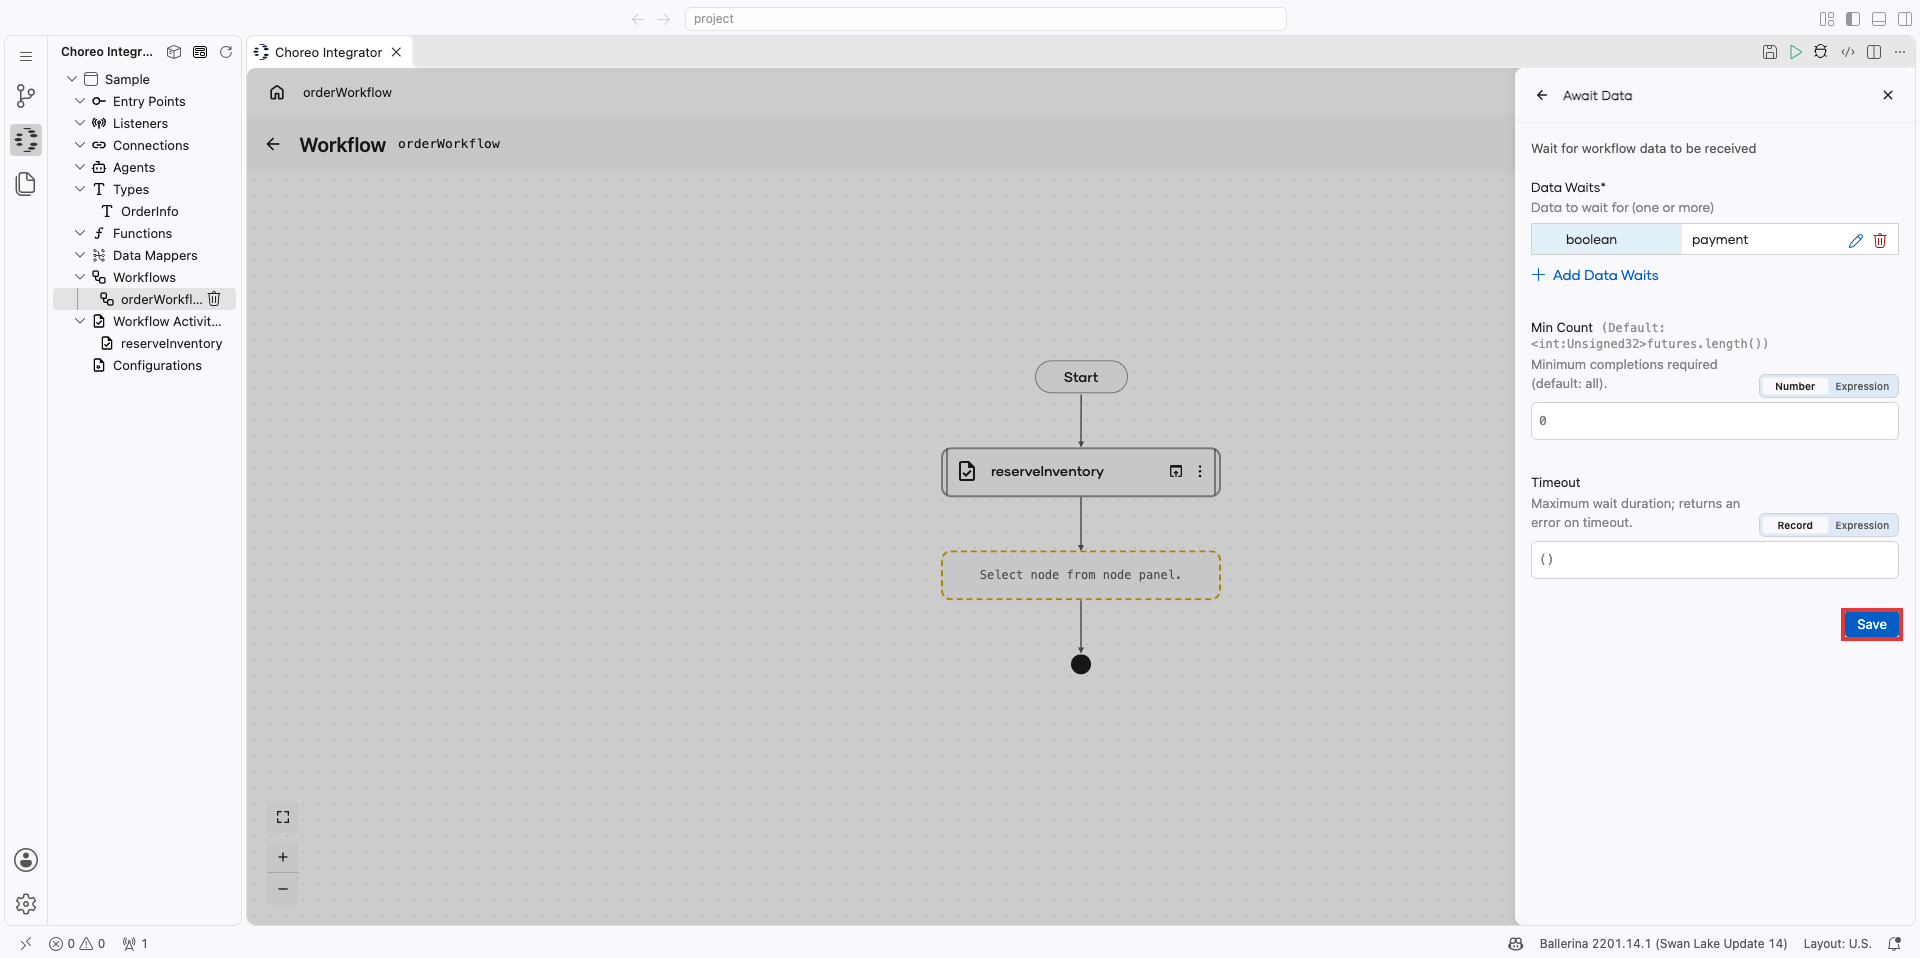 project
Choreo Integr...
Sample
Entry Points
Listeners
Connections
Agents
Types
OrderInfo
Functions
Data Mappers
Workflows
orderWorkfl...
Workflow Activit...
reserveInventory
Configurations
Choreo Integrator
orderWorkflow
Workflow orderWorkflow
Start
reserveInventory
Select node from node panel.
Await Data
Wait for workflow data to be received
Data Waits*
Data to wait for (one or more)
boolean payment
Add Data Waits
Min Count (Default:
<int:Unsigned32>futures.length())
Minimum completions required
(default: all).
Number Expression
0
Timeout
Maximum wait duration; returns an
error on timeout.
Record Expression
()
Save
0 0 1
Ballerina 2201.14.1 (Swan Lake Update 14) Layout: U.S.